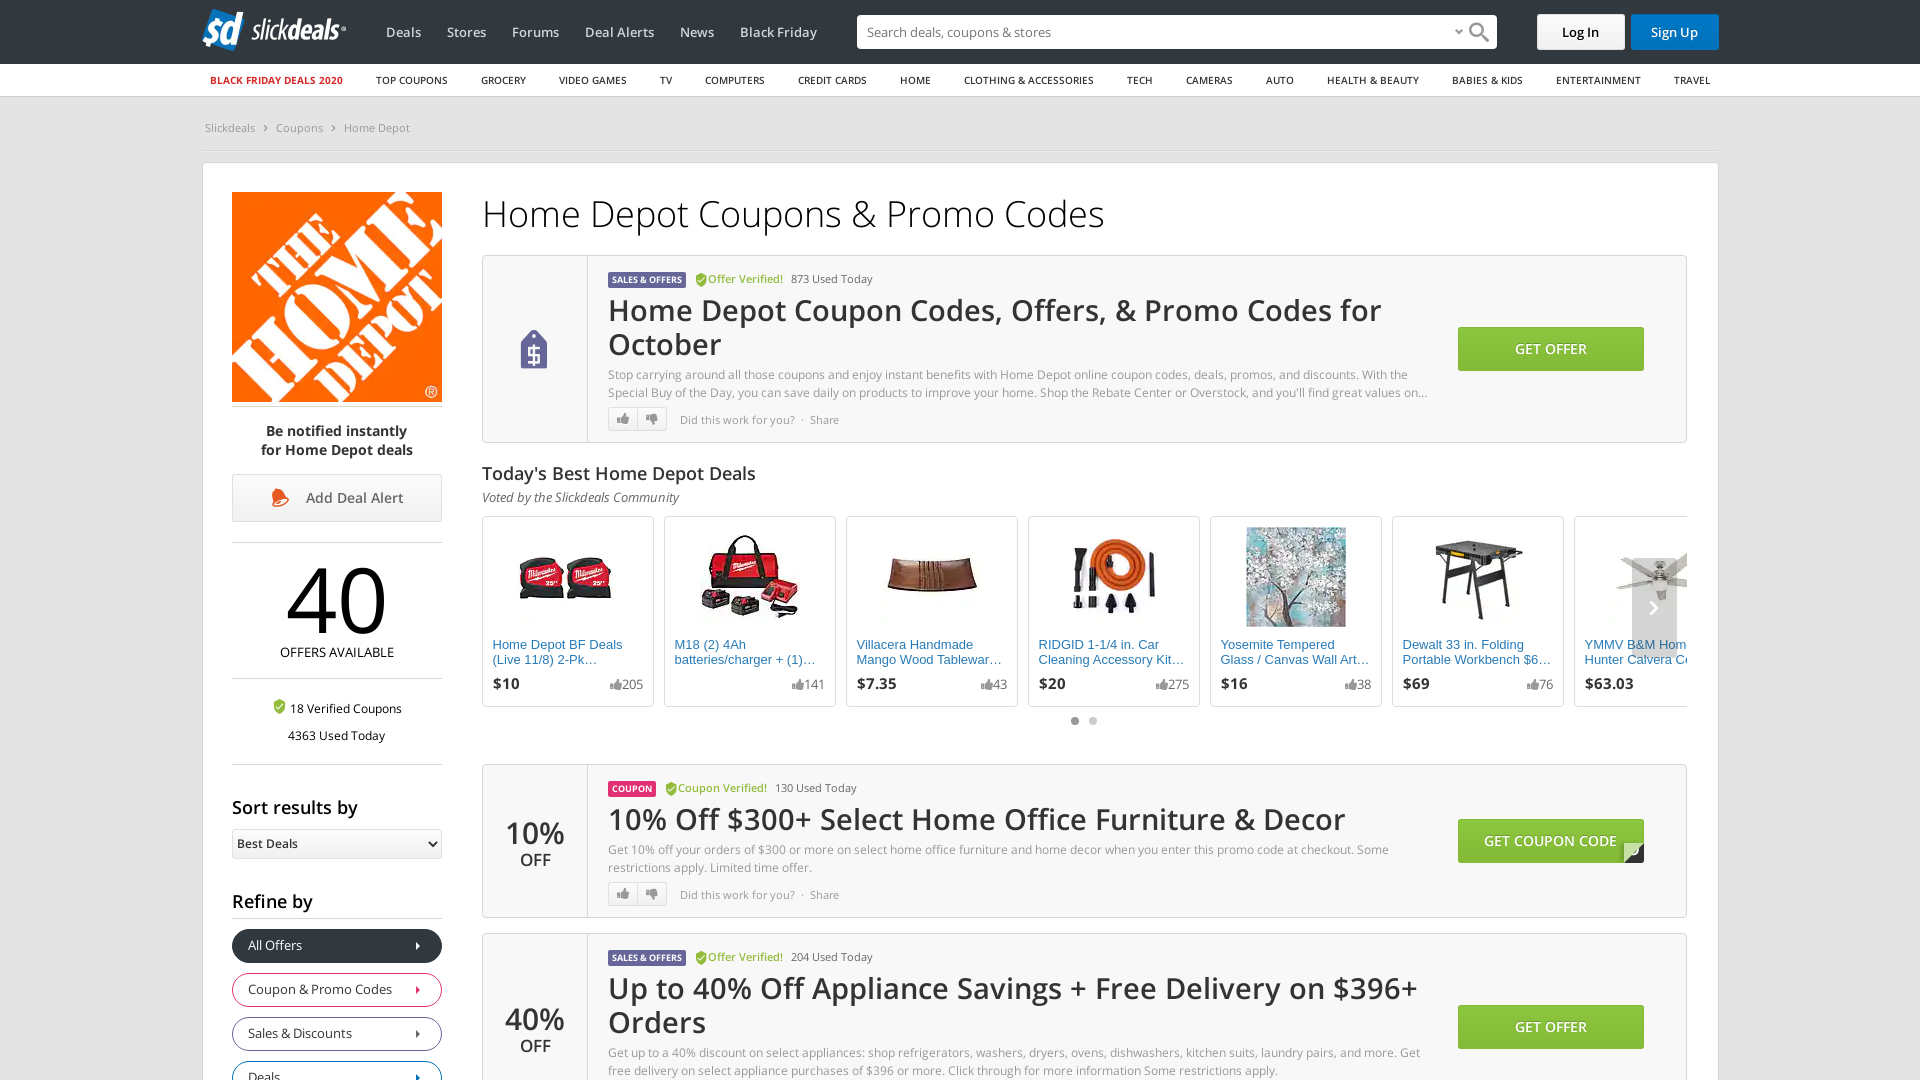 sd slickdeals
Deals
Stores
Forums
Deal Alerts
News
Black Friday
Search deals, coupons & stores
Log In
Sign Up
BLACK FRIDAY DEALS 2020
TOP COUPONS
GROCERY
VIDEO GAMES
TV
COMPUTERS
CREDIT CARDS
HOME
CLOTHING & ACCESSORIES
TECH
CAMERAS
AUTO
HEALTH & BEAUTY
BABIES & KIDS
ENTERTAINMENT
TRAVEL
Slickdeals > Coupons > Home Depot
THE
HOME
DEPOT
®
Be notified instantly
for Home Depot deals
Add Deal Alert
40
OFFERS AVAILABLE
18 Verified Coupons
4363 Used Today
Sort results by
Best Deals
Refine by
All Offers
Coupon & Promo Codes
Sales & Discounts
Deals
Home Depot Coupons & Promo Codes
SALES & OFFERS Offer Verified! 873 Used Today
Home Depot Coupon Codes, Offers, & Promo Codes for
October
Stop carrying around all those coupons and enjoy instant benefits with Home Depot online coupon codes, deals, promos, and discounts. With the
Special Buy of the Day, you can save daily on products to improve your home. Shop the Rebate Center or Overstock, and you'll find great values on...
Did this work for you? · Share
GET OFFER
Today's Best Home Depot Deals
Voted by the Slickdeals Community
Home Depot BF Deals
(Live 11/8) 2-Pk…
$10 205
M18 (2) 4Ah
batteries/charger + (1)…
141
Villacera Handmade
Mango Wood Tablewar…
$7.35 43
RIDGID 1-1/4 in. Car
Cleaning Accessory Kit…
$20 275
Yosemite Tempered
Glass / Canvas Wall Art…
$16 38
Dewalt 33 in. Folding
Portable Workbench $6…
$69 76
YMMV B&M Hom
Hunter Calvera Ce
$63.03
10%
OFF
COUPON Coupon Verified! 130 Used Today
10% Off $300+ Select Home Office Furniture & Decor
Get 10% off your orders of $300 or more on select home office furniture and home decor when you enter this promo code at checkout. Some
restrictions apply. Limited time offer.
Did this work for you? · Share
GET COUPON CODE
40%
OFF
SALES & OFFERS Offer Verified! 204 Used Today
Up to 40% Off Appliance Savings + Free Delivery on $396+
Orders
Get up to a 40% discount on select appliances: shop refrigerators, washers, dryers, ovens, dishwashers, kitchen suits, laundry pairs, and more. Get
free delivery on select appliance purchases of $396 or more. Click through for more information Some restrictions apply.
GET OFFER